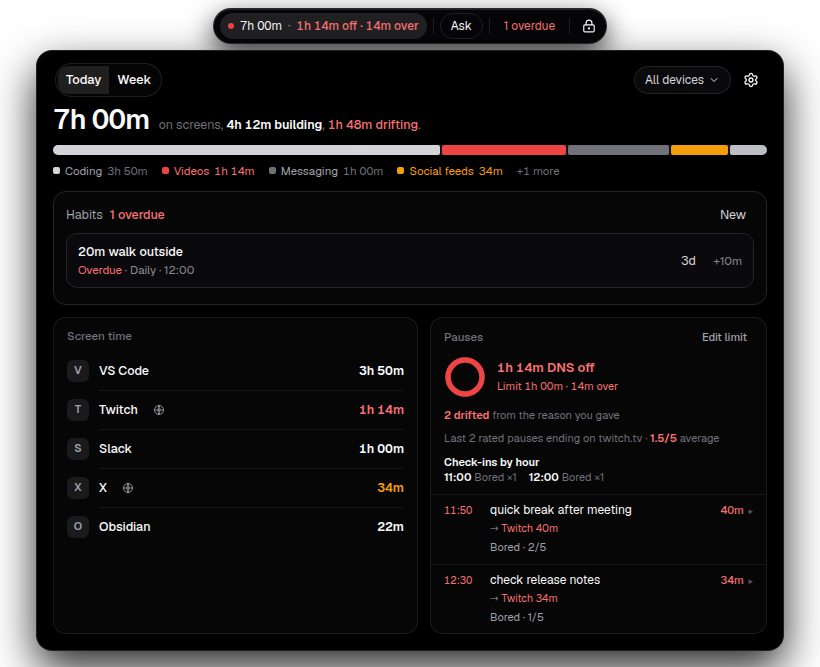 7h 00m · 1h 14m off · 14m over
Ask
1 overdue
Today
Week
All devices
7h 00m on screens, 4h 12m building, 1h 48m drifting.
Coding 3h 50m Videos 1h 14m Messaging 1h 00m Social feeds 34m +1 more
Habits 1 overdue
New
20m walk outside
Overdue · Daily · 12:00
3d +10m
Screen time
V VS Code 3h 50m
T Twitch 1h 14m
S Slack 1h 00m
X X 34m
O Obsidian 22m
Pauses
Edit limit
1h 14m DNS off
Limit 1h 00m · 14m over
2 drifted from the reason you gave
Last 2 rated pauses ending on twitch.tv · 1.5/5 average
Check-ins by hour
11:00 Bored ×1 12:00 Bored ×1
11:50 quick break after meeting 40m ▸
→ Twitch 40m
Bored · 2/5
12:30 check release notes 34m ▸
→ Twitch 34m
Bored · 1/5